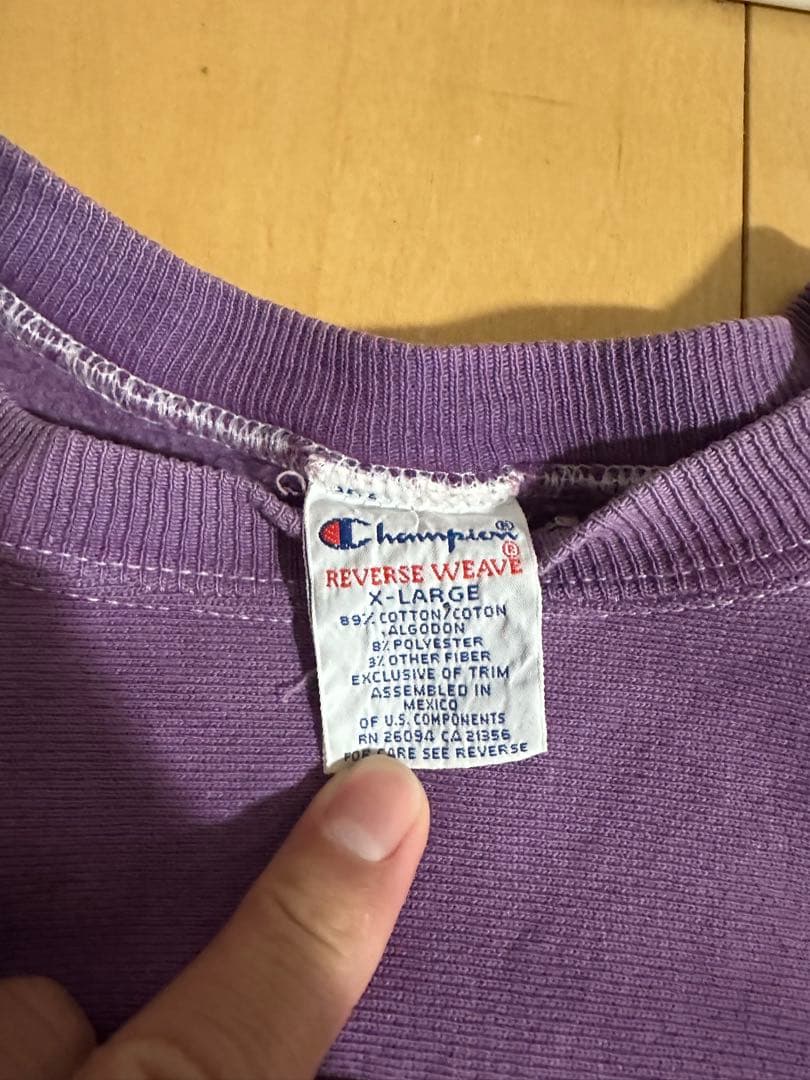 Champion®
REVERSE WEAVE®
X-LARGE
89% COTTON/COTON
ALGODON
8% POLYESTER
3% OTHER FIBER
EXCLUSIVE OF TRIM
ASSEMBLED IN
MEXICO
OF U.S. COMPONENTS
RN 26094 CA 21356
FOR CARE SEE REVERSE